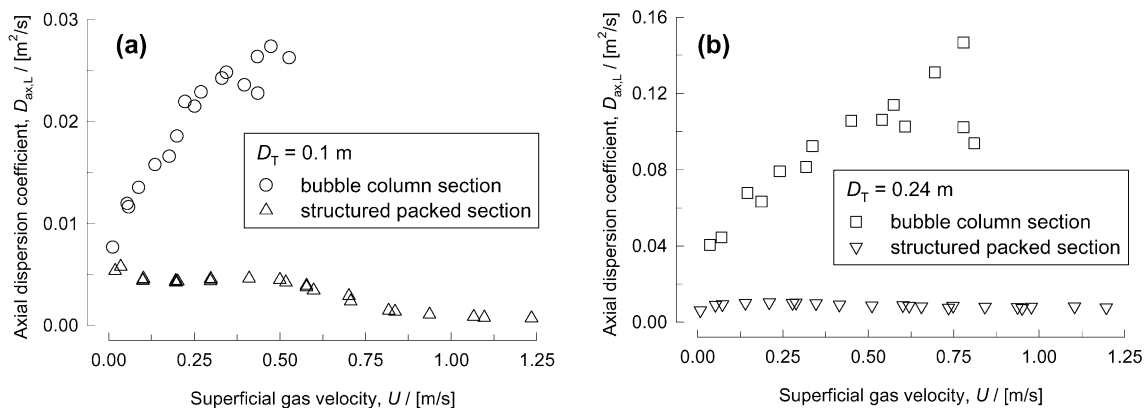 (a)
Axial dispersion coefficient, D_ax,L / [m²/s]
0.03
0.02
0.01
0.00
D_T = 0.1 m
bubble column section
structured packed section
0.00 0.25 0.50 0.75 1.00 1.25
Superficial gas velocity, U / [m/s]
(b)
Axial dispersion coefficient, D_ax,L / [m²/s]
0.16
0.12
0.08
0.04
0.00
D_T = 0.24 m
bubble column section
structured packed section
0.00 0.25 0.50 0.75 1.00 1.25
Superficial gas velocity, U / [m/s]